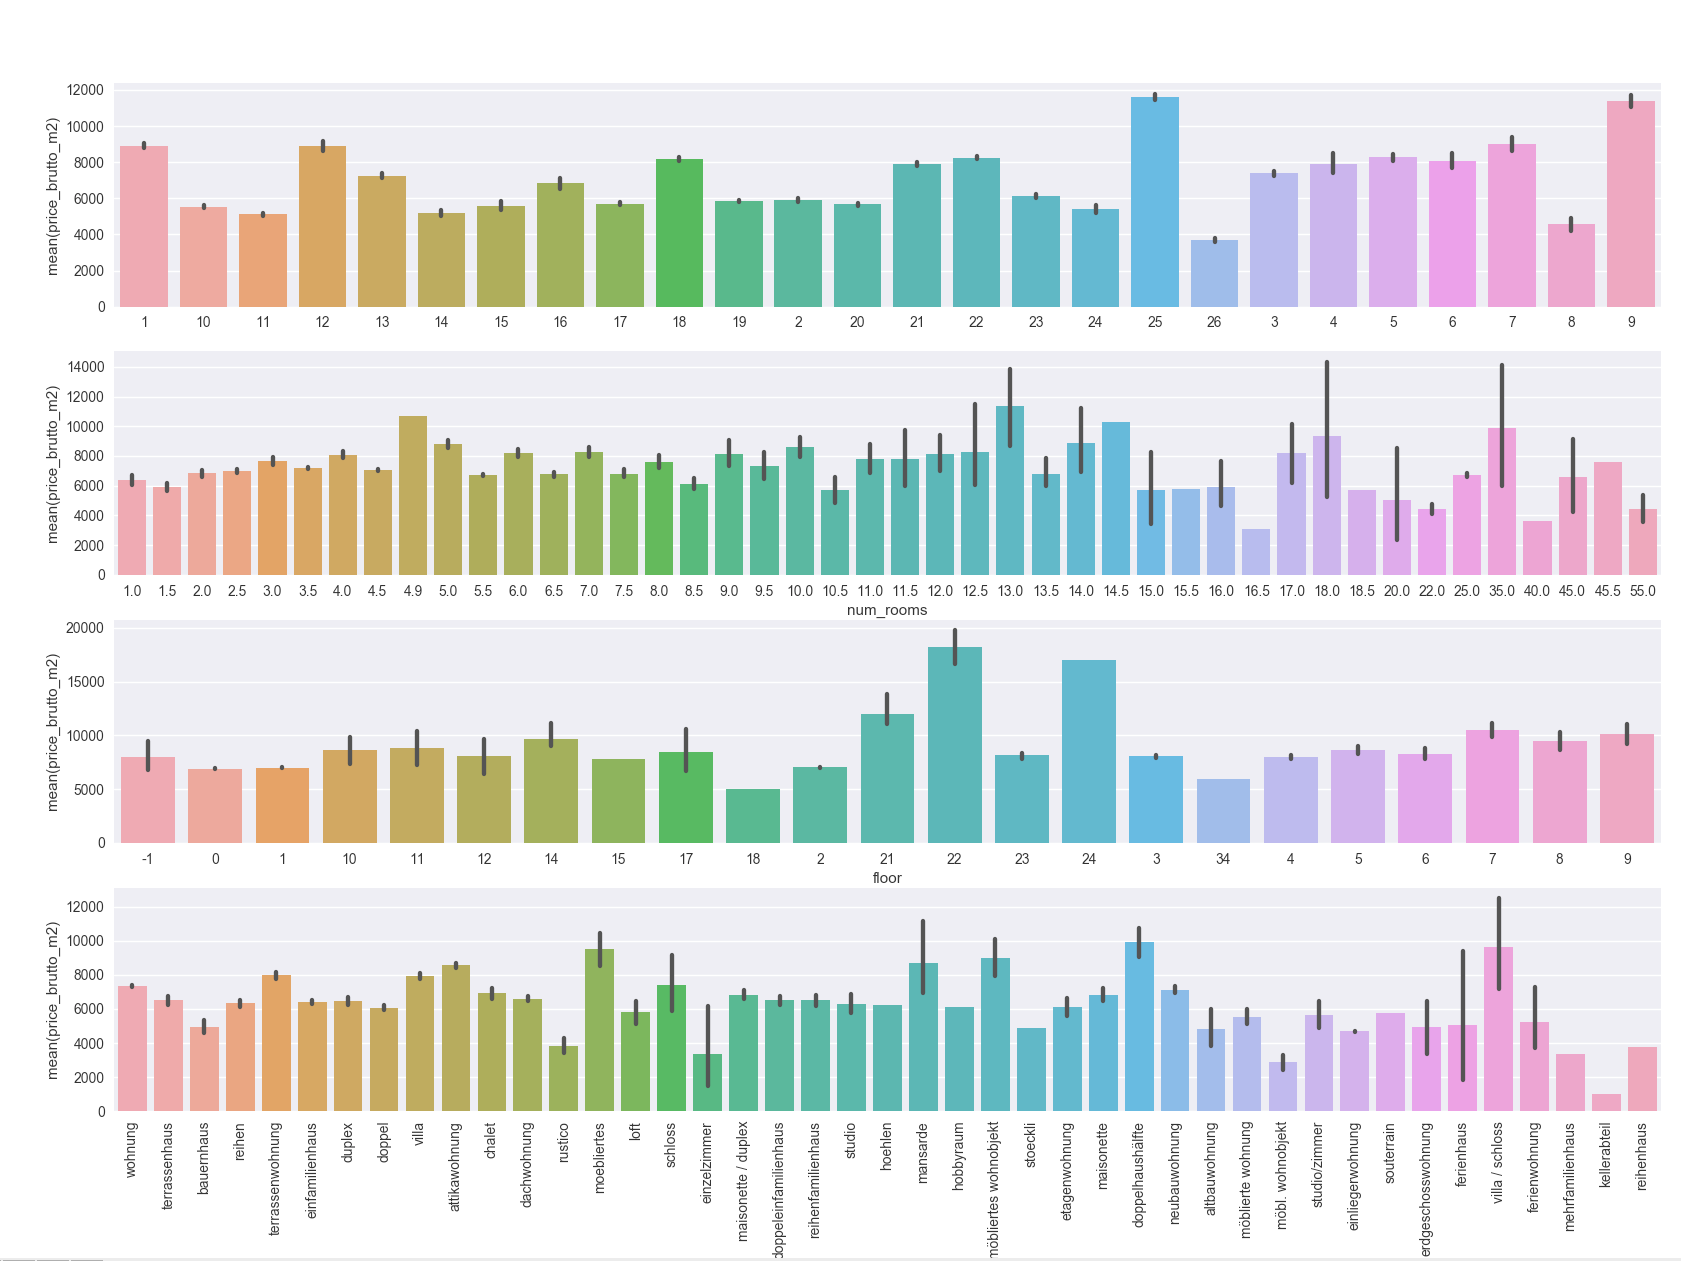 12000
10000
8000
6000
4000
2000
0
mean(price_brutto_m2)
1 10 11 12 13 14 15 16 17 18 19 2 20 21 22 23 24 25 26 3 4 5 6 7 8 9
14000
12000
10000
8000
6000
4000
2000
0
mean(price_brutto_m2)
1.0 1.5 2.0 2.5 3.0 3.5 4.0 4.5 4.9 5.0 5.5 6.0 6.5 7.0 7.5 8.0 8.5 9.0 9.5 10.0 10.5 11.0 11.5 12.0 12.5 13.0 13.5 14.0 14.5 15.0 15.5 16.0 16.5 17.0 18.0 18.5 20.0 22.0 25.0 35.0 40.0 45.0 45.5 55.0
num_rooms
20000
15000
10000
5000
0
mean(price_brutto_m2)
-1 0 1 10 11 12 14 15 17 18 2 21 22 23 24 3 34 4 5 6 7 8 9
floor
12000
10000
8000
6000
4000
2000
0
mean(price_brutto_m2)
wohnung
terrassenhaus
bauernhaus
reihen
terrassenwohnung
einfamilienhaus
duplex
doppel
villa
attikawohnung
chalet
dachwohnung
rustico
moebliertes
loft
schloss
einzelzimmer
maisonette / duplex
doppeleinfamilienhaus
reihenfamilienhaus
studio
hoehlen
mansarde
hobbyraum
möbliertes wohnobjekt
stoeckli
etagenwohnung
maisonette
doppelhaushälfte
neubauwohnung
altbauwohnung
möblierte wohnung
möbl. wohnobjekt
studio/zimmer
einliegerwohnung
souterrain
erdgeschosswohnung
ferienhaus
villa / schloss
ferienwohnung
mehrfamilienhaus
kellerabteil
reihenhaus